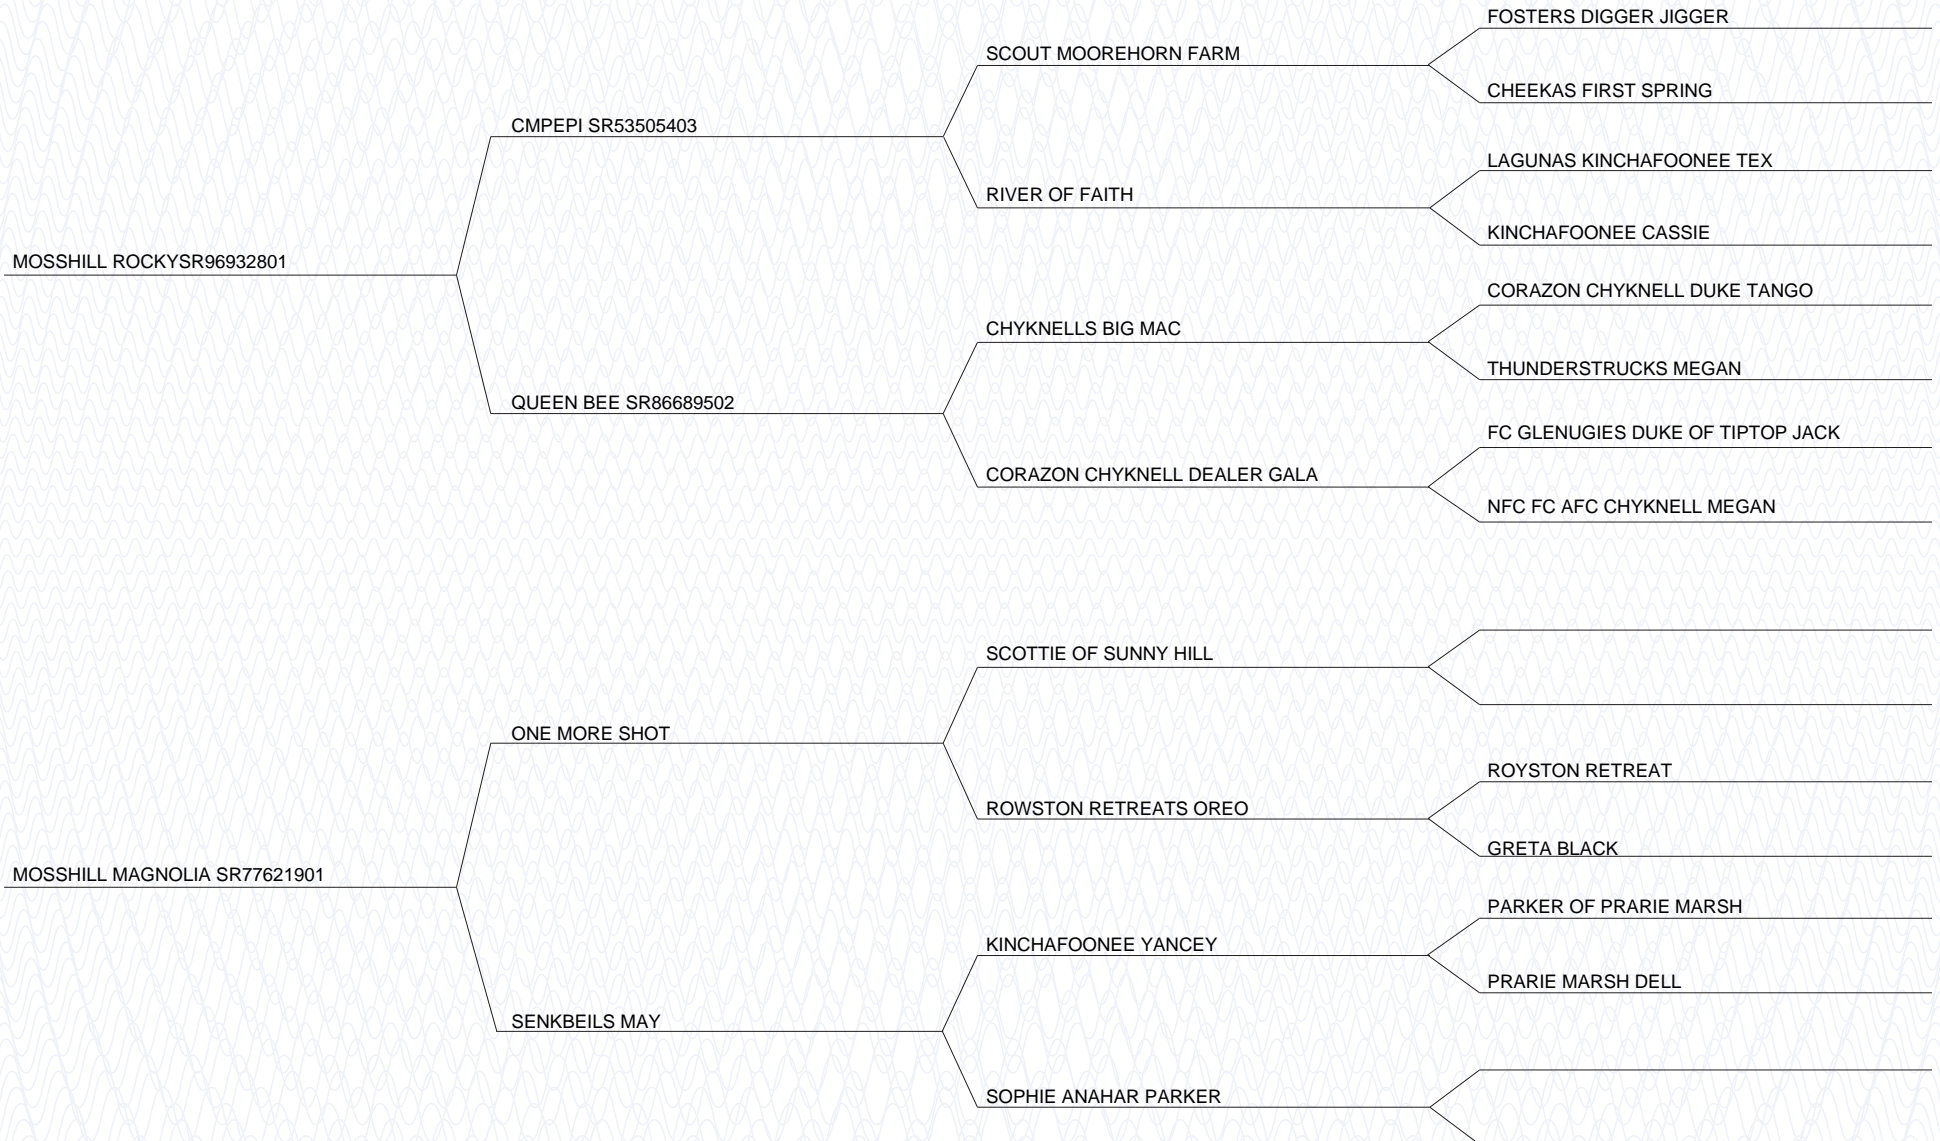 FOSTERS DIGGER JIGGER
SCOUT MOOREHORN FARM
CHEEKAS FIRST SPRING
CMPEPI SR53505403
LAGUNAS KINCHAFOONEE TEX
RIVER OF FAITH
KINCHAFOONEE CASSIE
MOSSHILL ROCKYSR96932801
CORAZON CHYKNELL DUKE TANGO
CHYKNELLS BIG MAC
THUNDERSTRUCKS MEGAN
QUEEN BEE SR86689502
FC GLENUGIES DUKE OF TIPTOP JACK
CORAZON CHYKNELL DEALER GALA
NFC FC AFC CHYKNELL MEGAN
SCOTTIE OF SUNNY HILL
ONE MORE SHOT
ROYSTON RETREAT
ROWSTON RETREATS OREO
GRETA BLACK
MOSSHILL MAGNOLIA SR77621901
PARKER OF PRARIE MARSH
KINCHAFOONEE YANCEY
PRARIE MARSH DELL
SENKBEILS MAY
SOPHIE ANAHAR PARKER